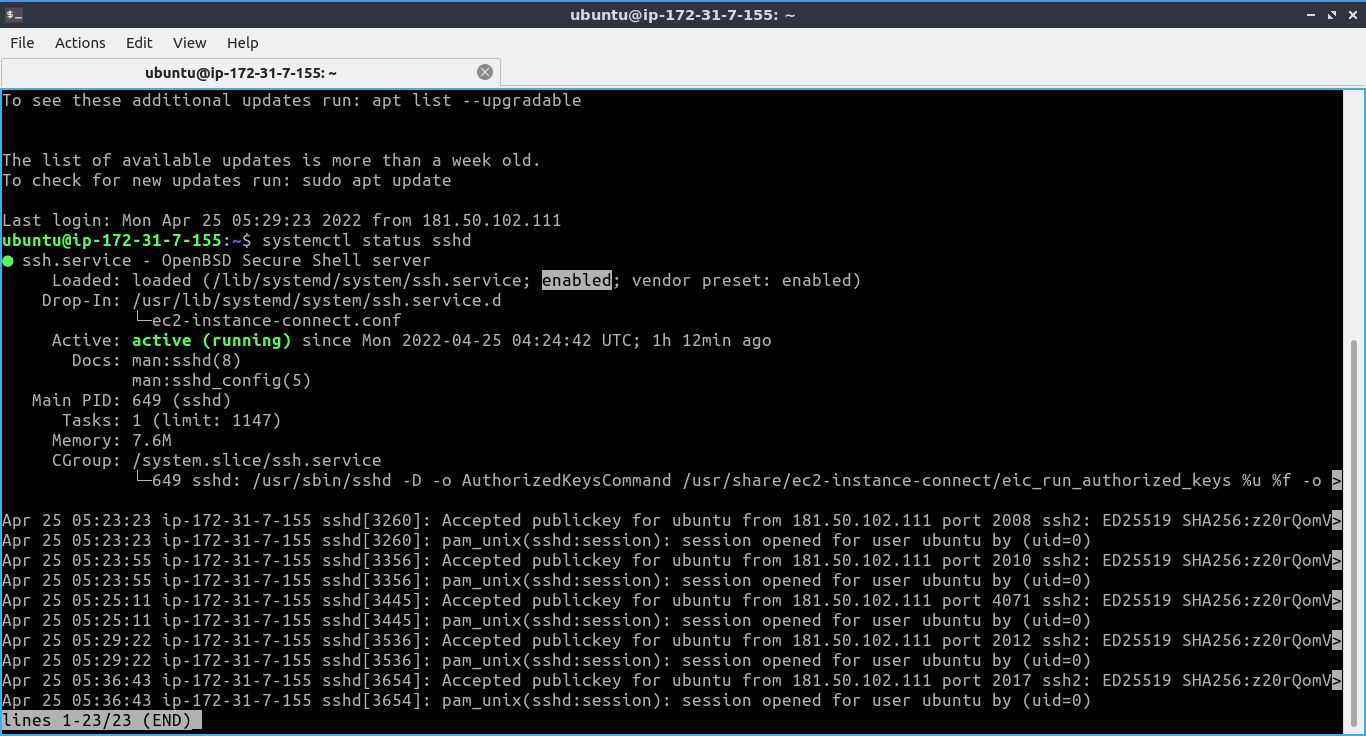 $_
ubuntu@ip-172-31-7-155: ~
File Actions Edit View Help
ubuntu@ip-172-31-7-155: ~
To see these additional updates run: apt list --upgradable
The list of available updates is more than a week old.
To check for new updates run: sudo apt update
Last login: Mon Apr 25 05:29:23 2022 from 181.50.102.111
ubuntu@ip-172-31-7-155:~$ systemctl status sshd
● ssh.service - OpenBSD Secure Shell server
     Loaded: loaded (/lib/systemd/system/ssh.service; enabled; vendor preset: enabled)
    Drop-In: /usr/lib/systemd/system/ssh.service.d
             └─ec2-instance-connect.conf
     Active: active (running) since Mon 2022-04-25 04:24:42 UTC; 1h 12min ago
       Docs: man:sshd(8)
             man:sshd_config(5)
   Main PID: 649 (sshd)
      Tasks: 1 (limit: 1147)
     Memory: 7.6M
     CGroup: /system.slice/ssh.service
             └─649 sshd: /usr/sbin/sshd -D -o AuthorizedKeysCommand /usr/share/ec2-instance-connect/eic_run_authorized_keys %u %f -o >
Apr 25 05:23:23 ip-172-31-7-155 sshd[3260]: Accepted publickey for ubuntu from 181.50.102.111 port 2008 ssh2: ED25519 SHA256:z20rQomV>
Apr 25 05:23:23 ip-172-31-7-155 sshd[3260]: pam_unix(sshd:session): session opened for user ubuntu by (uid=0)
Apr 25 05:23:55 ip-172-31-7-155 sshd[3356]: Accepted publickey for ubuntu from 181.50.102.111 port 2010 ssh2: ED25519 SHA256:z20rQomV>
Apr 25 05:23:55 ip-172-31-7-155 sshd[3356]: pam_unix(sshd:session): session opened for user ubuntu by (uid=0)
Apr 25 05:25:11 ip-172-31-7-155 sshd[3445]: Accepted publickey for ubuntu from 181.50.102.111 port 4071 ssh2: ED25519 SHA256:z20rQomV>
Apr 25 05:25:11 ip-172-31-7-155 sshd[3445]: pam_unix(sshd:session): session opened for user ubuntu by (uid=0)
Apr 25 05:29:22 ip-172-31-7-155 sshd[3536]: Accepted publickey for ubuntu from 181.50.102.111 port 2012 ssh2: ED25519 SHA256:z20rQomV>
Apr 25 05:29:22 ip-172-31-7-155 sshd[3536]: pam_unix(sshd:session): session opened for user ubuntu by (uid=0)
Apr 25 05:36:43 ip-172-31-7-155 sshd[3654]: Accepted publickey for ubuntu from 181.50.102.111 port 2017 ssh2: ED25519 SHA256:z20rQomV>
Apr 25 05:36:43 ip-172-31-7-155 sshd[3654]: pam_unix(sshd:session): session opened for user ubuntu by (uid=0)
lines 1-23/23 (END)